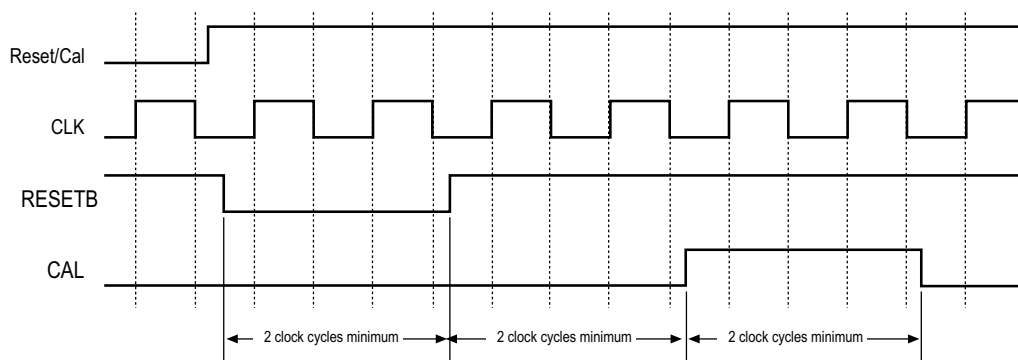 Reset/Cal
CLK
RESETB
CAL
2 clock cycles minimum
2 clock cycles minimum
2 clock cycles minimum